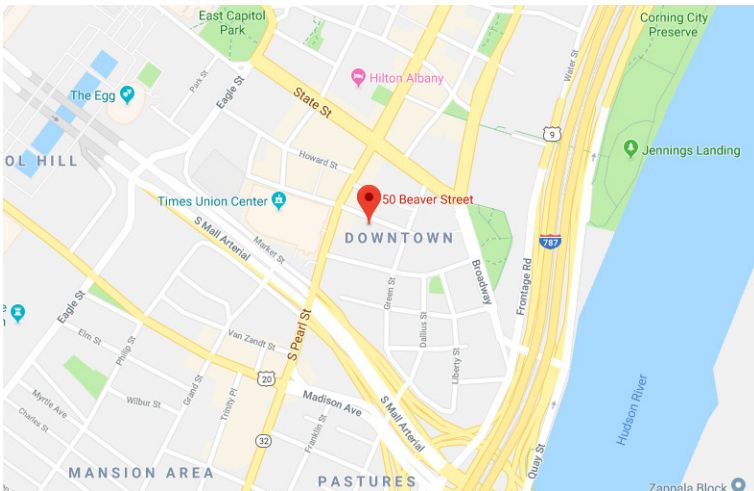 East Capitol
Park
Corning City
Preserve
Water St
Hilton Albany
Park St
Eagle St
The Egg
State St
9
Jennings Landing
OL HILL
Howard St
Times Union Center
50 Beaver Street
S Mall Arterial
Market St
DOWNTOWN
787
Broadway
Frontage Rd
Green St
Eagle St
e
Dallius St
S Pearl St
Elm St
Philip St
Van Zandt St
Liberty St
20
Grand St
Trinity Pl
Madison Ave
Myrtle Ave
Wilbur St
Charles St
S Mall Arterial
Franklin St
32
Hudson River
Quay St
MANSION AREA
PASTURES
Zappala Block